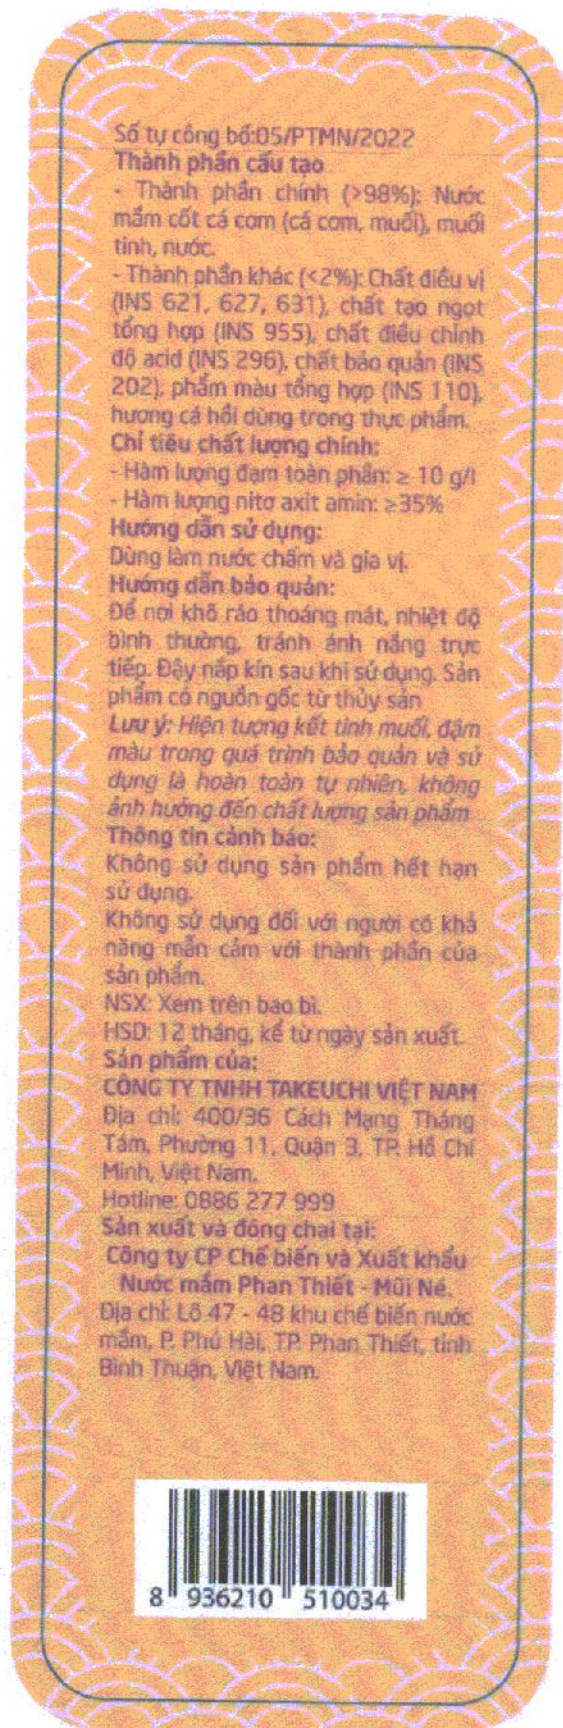 Số tự công bố:05/PTMN/2022
Thành phần cấu tạo
- Thành phần chính (>98%): Nước
mắm cốt cá cơm (cá cơm, muối), muối
tinh, nước.
- Thành phần khác (<2%): Chất điều vị
(INS 621, 627, 631), chất tạo ngọt
tổng hợp (INS 955), chất điều chỉnh
độ acid (INS 296), chất bảo quản (INS
202), phẩm màu tổng hợp (INS 110),
hương cá hồi dùng trong thực phẩm.
Chỉ tiêu chất lượng chính:
- Hàm lượng đạm toàn phần: ≥ 10 g/l
- Hàm lượng nitơ axit amin: ≥35%
Hướng dẫn sử dụng:
Dùng làm nước chấm và gia vị.
Hướng dẫn bảo quản:
Để nơi khô ráo thoáng mát, nhiệt độ
bình thường, tránh ánh nắng trực
tiếp. Đậy nắp kín sau khi sử dụng. Sản
phẩm có nguồn gốc từ thủy sản
Lưu ý: Hiện tượng kết tinh muối, đậm
màu trong quá trình bảo quản và sử
dụng là hoàn toàn tự nhiên, không
ảnh hưởng đến chất lượng sản phẩm
Thông tin cảnh báo:
Không sử dụng sản phẩm hết hạn
sử dụng.
Không sử dụng đối với người có khả
năng mẫn cảm với thành phần của
sản phẩm.
NSX: Xem trên bao bì.
HSD: 12 tháng, kể từ ngày sản xuất.
Sản phẩm của:
CÔNG TY TNHH TAKEUCHI VIỆT NAM
Địa chỉ: 400/36 Cách Mạng Tháng
Tám, Phường 11, Quận 3, TP. Hồ Chí
Minh, Việt Nam.
Hotline: 0886 277 999
Sản xuất và đóng chai tại:
Công ty CP Chế biến và Xuất khẩu
Nước mắm Phan Thiết - Mũi Né.
Địa chỉ: Lô 47 - 48 khu chế biến nước
mắm, P. Phú Hài, TP. Phan Thiết, tỉnh
Bình Thuận, Việt Nam.
8 936210 510034